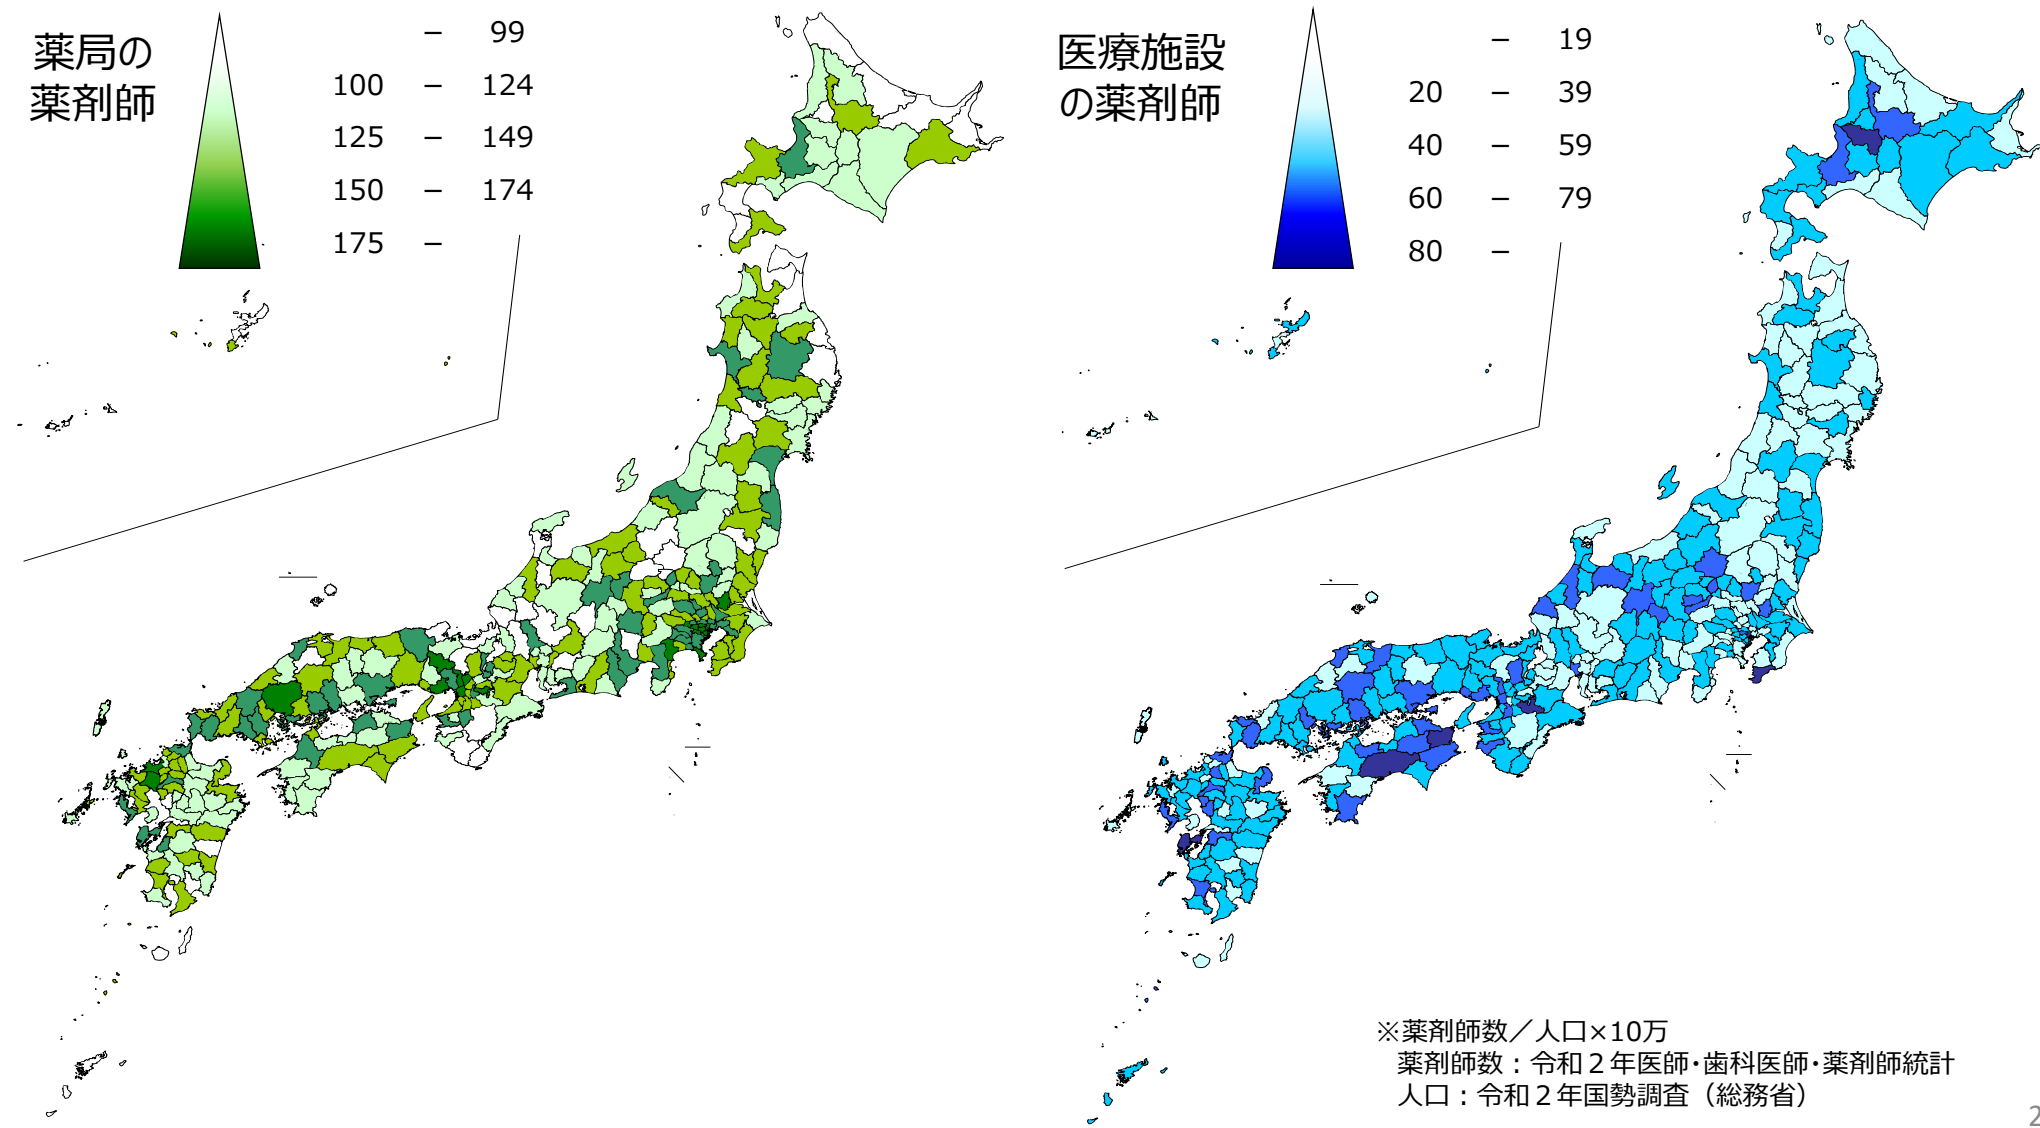 薬局の
薬剤師
– 99
100 – 124
125 – 149
150 – 174
175 –
医療施設
の薬剤師
– 19
20 – 39
40 – 59
60 – 79
80 –
※薬剤師数／人口×10万
薬剤師数：令和２年医師･歯科医師･薬剤師統計
人口：令和２年国勢調査（総務省）
2